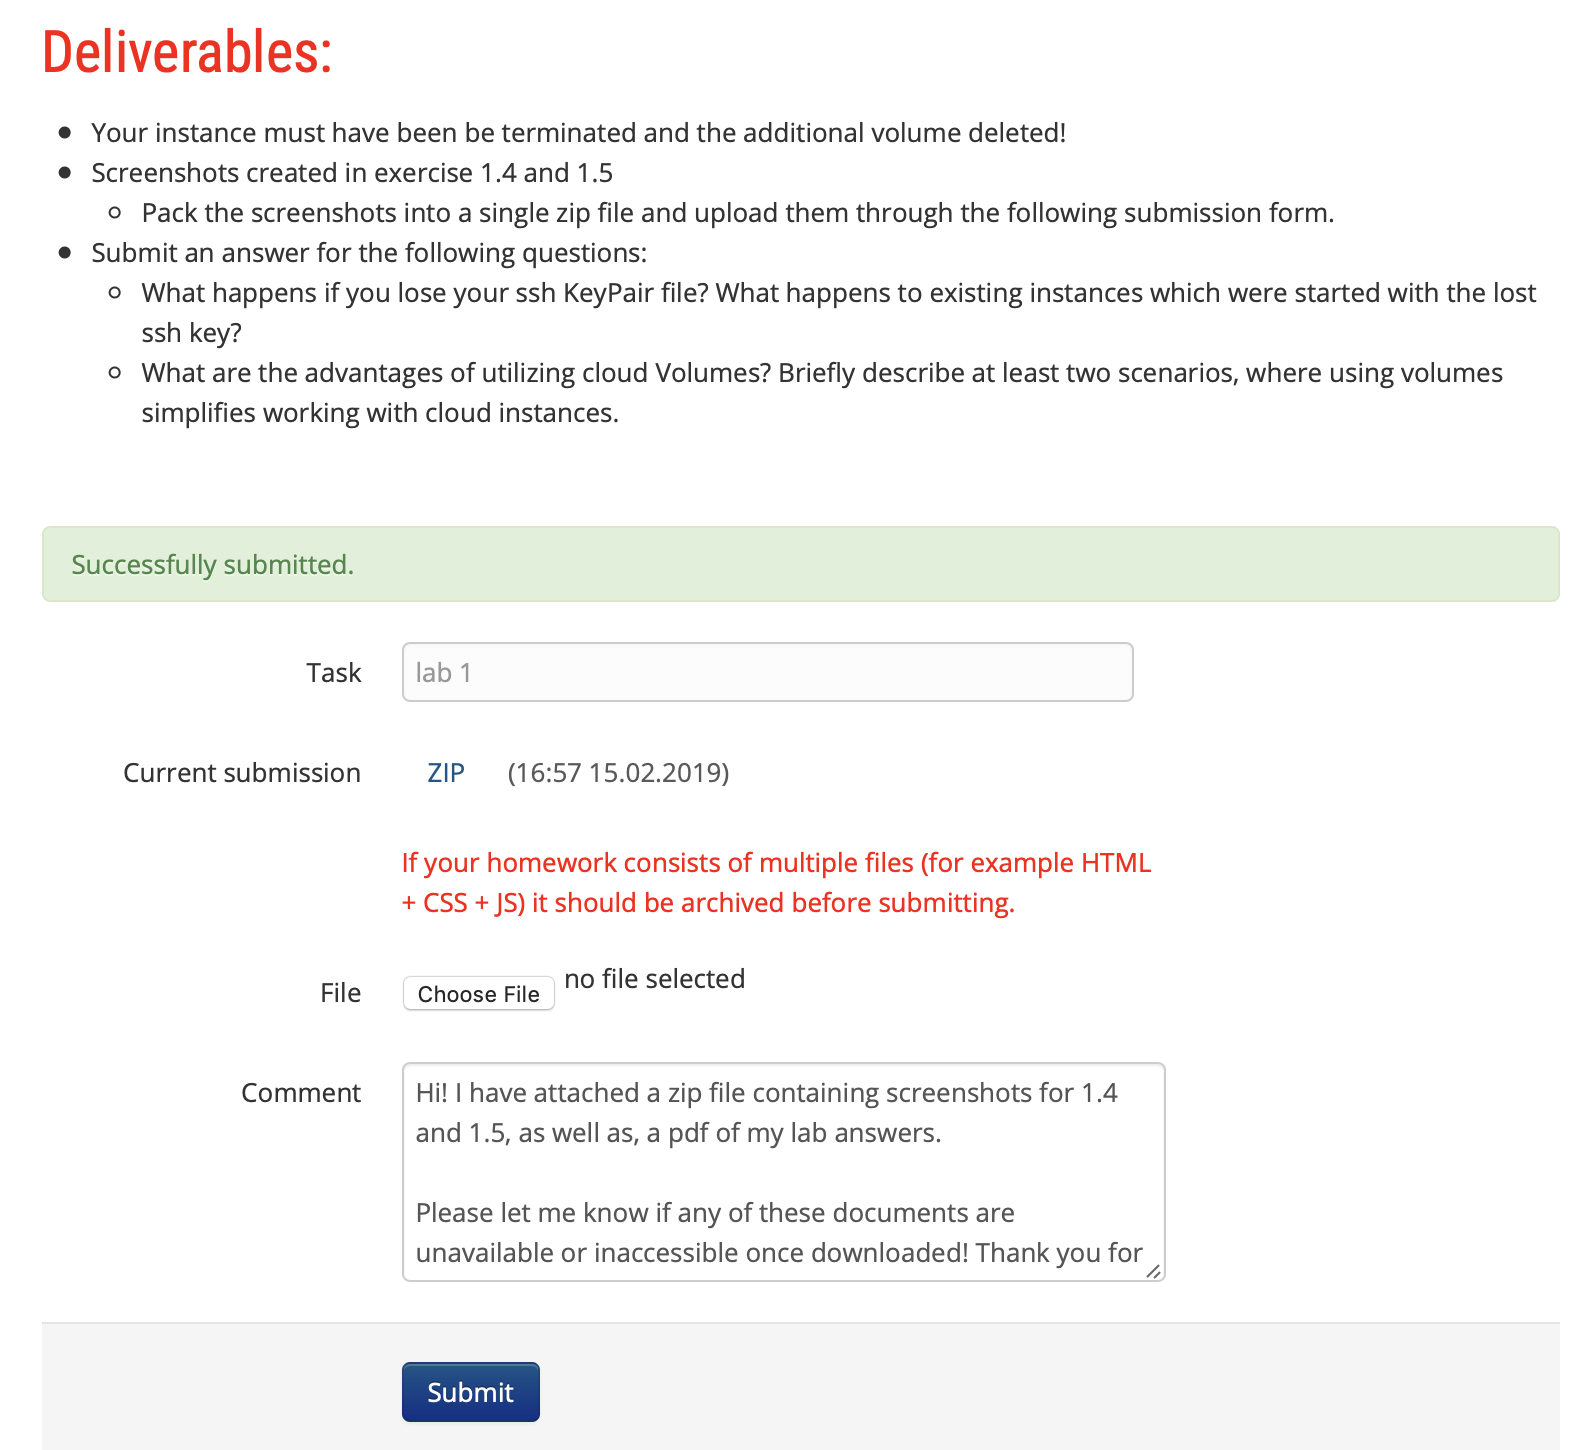 Deliverables:
Your instance must have been be terminated and the additional volume deleted!
Screenshots created in exercise 1.4 and 1.5
Pack the screenshots into a single zip file and upload them through the following submission form.
Submit an answer for the following questions:
What happens if you lose your ssh KeyPair file? What happens to existing instances which were started with the lost
ssh key?
What are the advantages of utilizing cloud Volumes? Briefly describe at least two scenarios, where using volumes
simplifies working with cloud instances.
Successfully submitted.
Task lab 1
Current submission ZIP (16:57 15.02.2019)
If your homework consists of multiple files (for example HTML
+ CSS + JS) it should be archived before submitting.
File Choose File no file selected
Comment Hi! I have attached a zip file containing screenshots for 1.4
and 1.5, as well as, a pdf of my lab answers.
Please let me know if any of these documents are
unavailable or inaccessible once downloaded! Thank you for
Submit